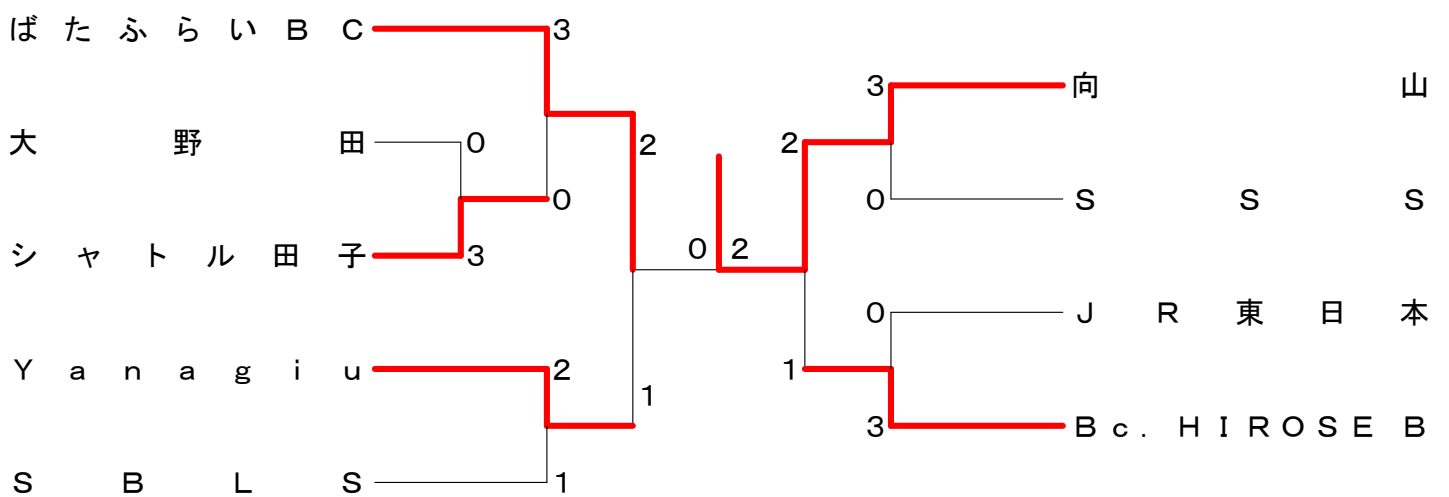 ばたふらいBC 3
3 向山
大野田 0 2 2
0 0 SSS
シャトル田子 3 0 2
0 JR東日本
Yanagiu 2 1 1
3 Bc.HIROSEB
SBLS 1